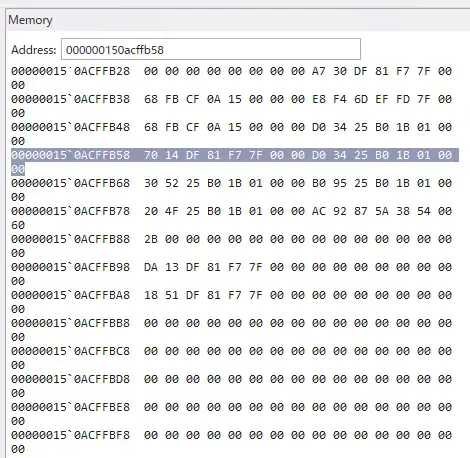 Memory
Address: 000000150acffb58
00000015`0ACFFB28 00 00 00 00 00 00 00 00 A7 30 DF 81 F7 7F 00
00
00000015`0ACFFB38 68 FB CF 0A 15 00 00 00 E8 F4 6D EF FD 7F 00
00
00000015`0ACFFB48 68 FB CF 0A 15 00 00 00 D0 34 25 B0 1B 01 00
00
00000015`0ACFFB58 70 14 DF 81 F7 7F 00 00 D0 34 25 B0 1B 01 00
00
00000015`0ACFFB68 30 52 25 B0 1B 01 00 00 B0 95 25 B0 1B 01 00
00
00000015`0ACFFB78 20 4F 25 B0 1B 01 00 00 AC 92 87 5A 38 54 00
60
00000015`0ACFFB88 2B 00 00 00 00 00 00 00 00 00 00 00 00 00 00
00
00000015`0ACFFB98 DA 13 DF 81 F7 7F 00 00 00 00 00 00 00 00 00
00
00000015`0ACFFBA8 18 51 DF 81 F7 7F 00 00 00 00 00 00 00 00 00
00
00000015`0ACFFBB8 00 00 00 00 00 00 00 00 00 00 00 00 00 00 00
00
00000015`0ACFFBC8 00 00 00 00 00 00 00 00 00 00 00 00 00 00 00
00
00000015`0ACFFBD8 00 00 00 00 00 00 00 00 00 00 00 00 00 00 00
00
00000015`0ACFFBE8 00 00 00 00 00 00 00 00 00 00 00 00 00 00 00
00
00000015`0ACFFBF8 00 00 00 00 00 00 00 00 00 00 00 00 00 00 00
00